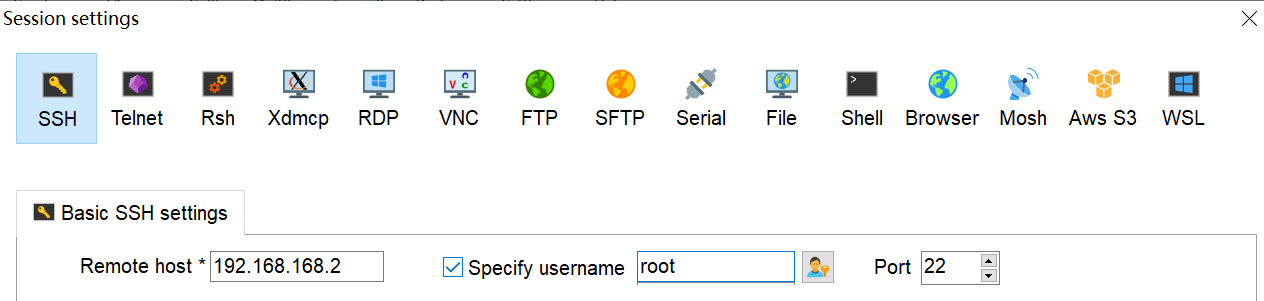 Session settings
SSH Telnet Rsh Xdmcp RDP VNC FTP SFTP Serial File Shell Browser Mosh Aws S3 WSL
Basic SSH settings
Remote host * 192.168.168.2 Specify username root Port 22